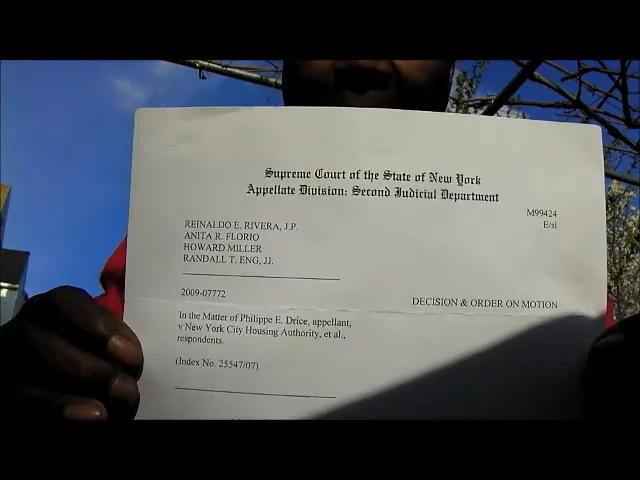 Supreme Court of the State of New York
Appellate Division: Second Judicial Department
M99424
E/sl
REINALDO E. RIVERA, J.P.
ANITA R. FLORIO
HOWARD MILLER
RANDALL T. ENG, JJ.
2009-07772
DECISION & ORDER ON MOTION
In the Matter of Philippe E. Drice, appellant,
v New York City Housing Authority, et al.,
respondents.
(Index No. 25547/07)